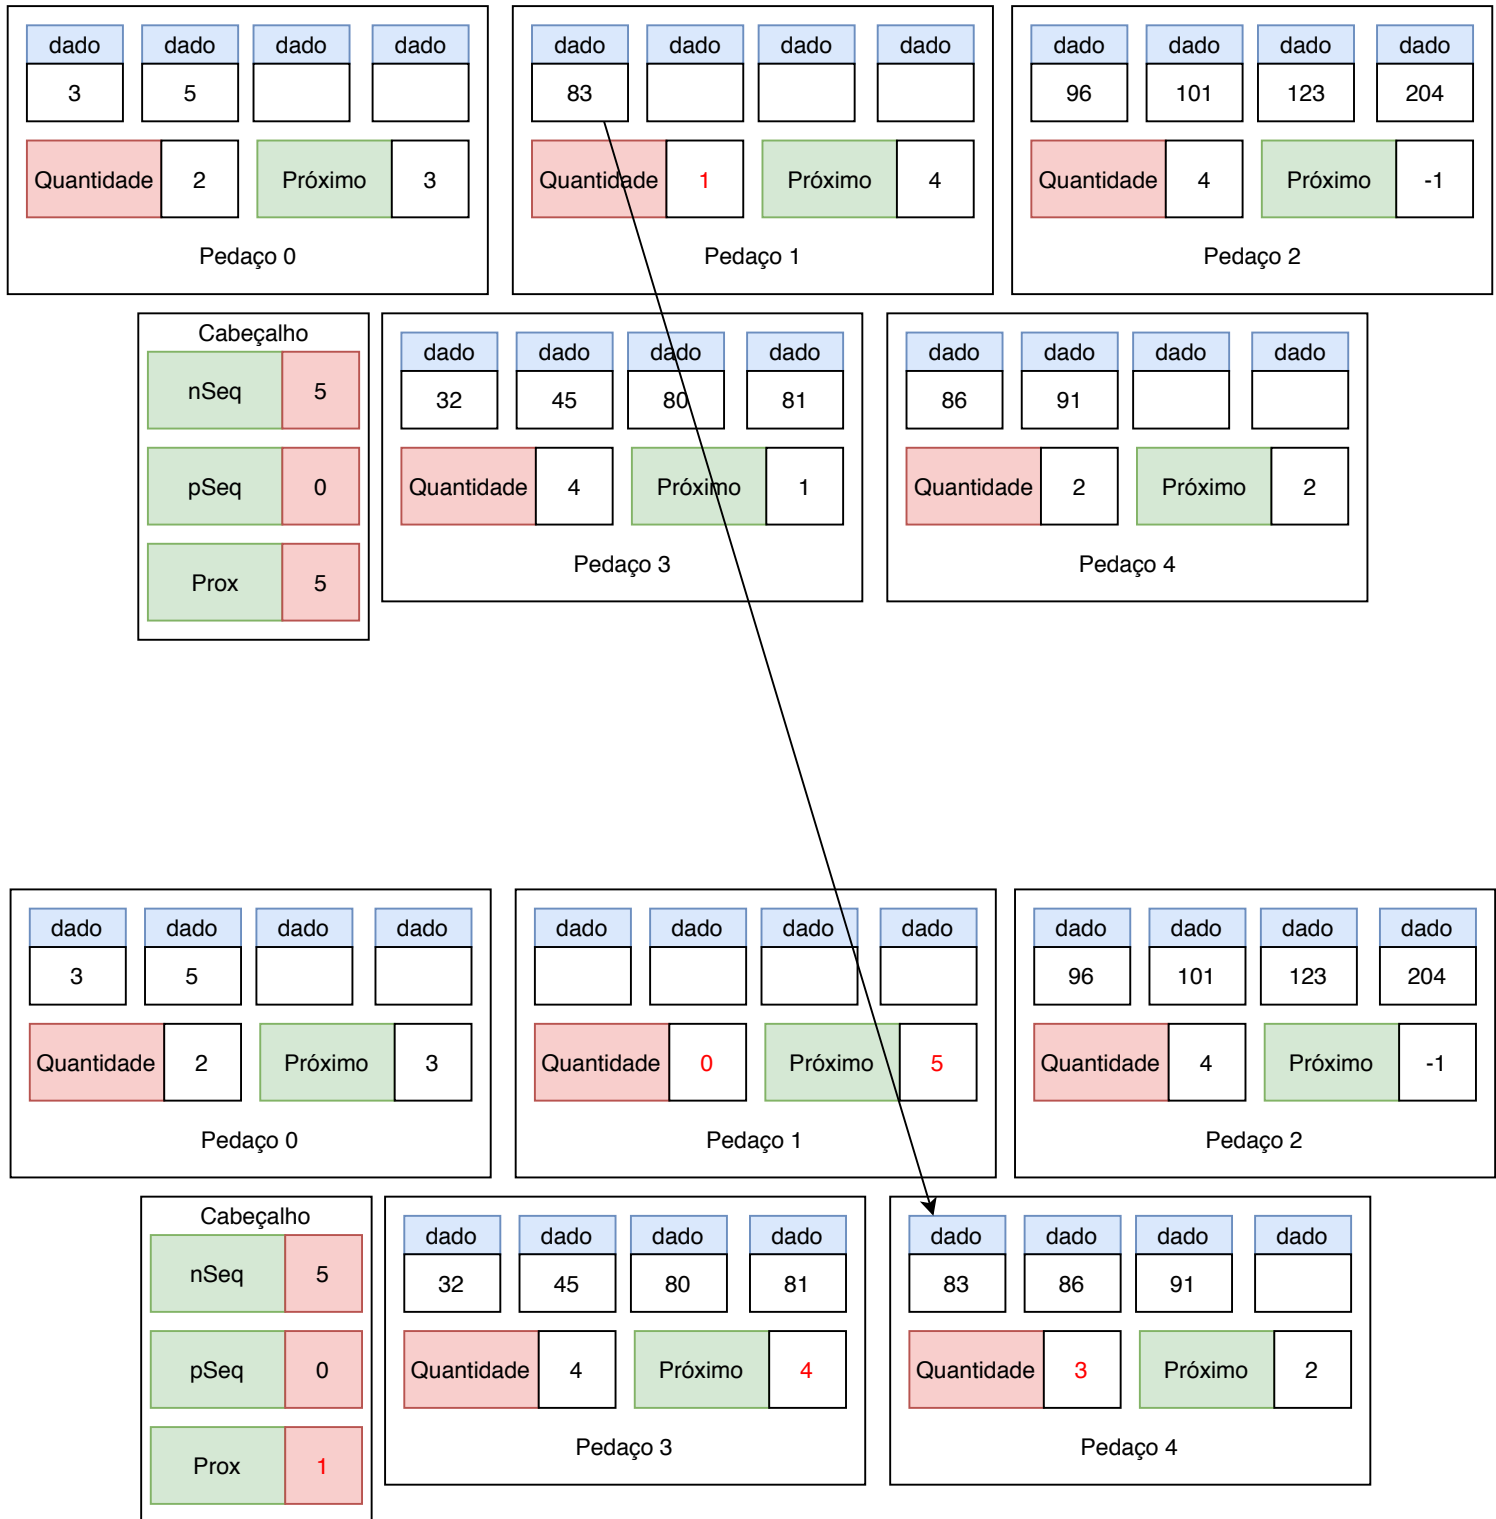 dado dado dado dado
3 5
Quantidade 2 Próximo 3
Pedaço 0
dado dado dado dado
83
Quantidade 1 Próximo 4
Pedaço 1
dado dado dado dado
96 101 123 204
Quantidade 4 Próximo -1
Pedaço 2
Cabeçalho
nSeq 5
pSeq 0
Prox 5
dado dado dado dado
32 45 80 81
Quantidade 4 Próximo 1
Pedaço 3
dado dado dado dado
86 91
Quantidade 2 Próximo 2
Pedaço 4
dado dado dado dado
3 5
Quantidade 2 Próximo 3
Pedaço 0
dado dado dado dado
Quantidade 0 Próximo 5
Pedaço 1
dado dado dado dado
96 101 123 204
Quantidade 4 Próximo -1
Pedaço 2
Cabeçalho
nSeq 5
pSeq 0
Prox 1
dado dado dado dado
32 45 80 81
Quantidade 4 Próximo 4
Pedaço 3
dado dado dado dado
83 86 91
Quantidade 3 Próximo 2
Pedaço 4